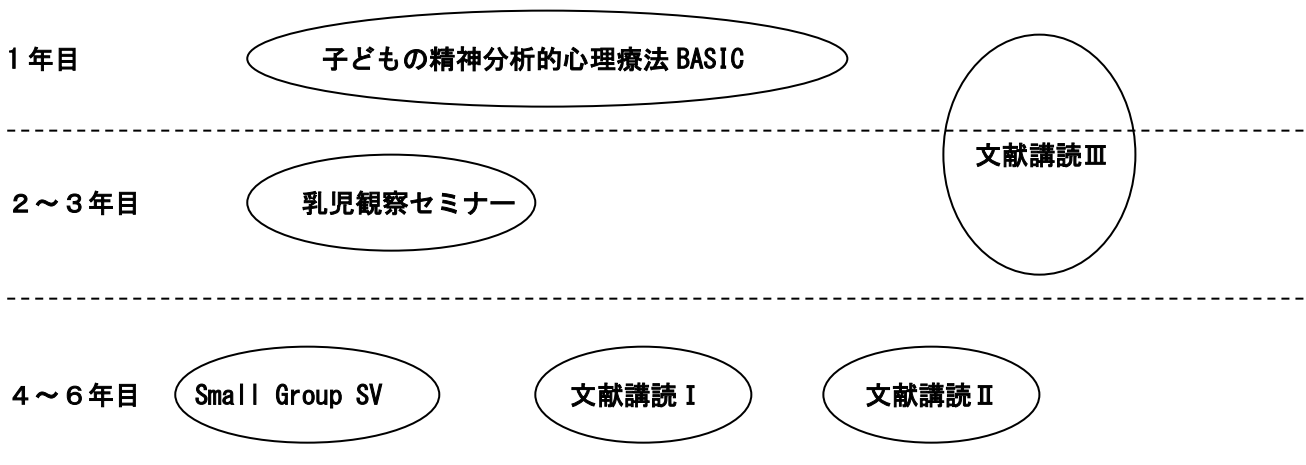 1年目
子どもの精神分析的心理療法 BASIC
文献講読Ⅲ
2～3年目
乳児観察セミナー
4～6年目
Small Group SV
文献講読Ⅰ
文献講読Ⅱ